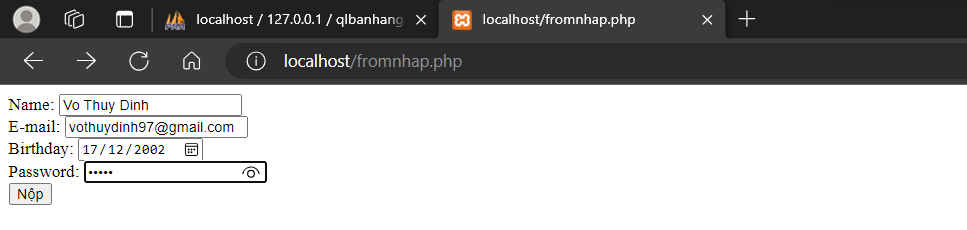 localhost / 127.0.0.1 / qlbanhang
localhost/fromnhap.php
localhost/fromnhap.php
Name: Vo Thuy Dinh
E-mail: vothuydinh97@gmail.com
Birthday: 17/12/2002
Password: •••••
Nộp